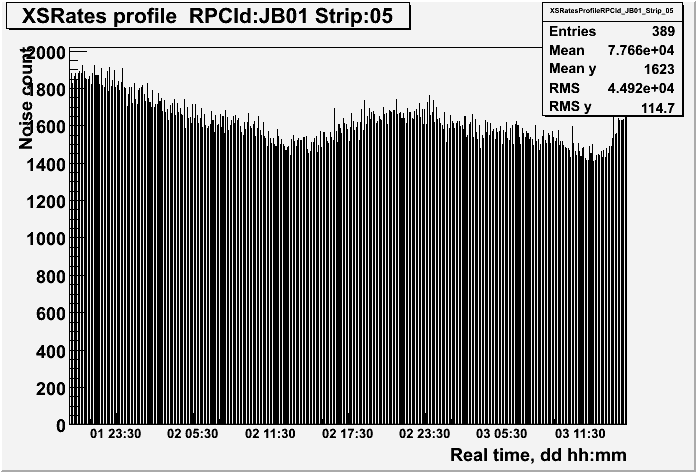 XSRates profile RPCId:JB01 Strip:05
XSRatesProfileRPCId_JB01_Strip_05
Entries 389
Mean 7.766e+04
Mean y 1623
RMS 4.492e+04
RMS y 114.7
Noise count
2000
1800
1600
1400
1200
1000
800
600
400
200
0
01 23:30 02 05:30 02 11:30 02 17:30 02 23:30 03 05:30 03 11:30
Real time, dd hh:mm